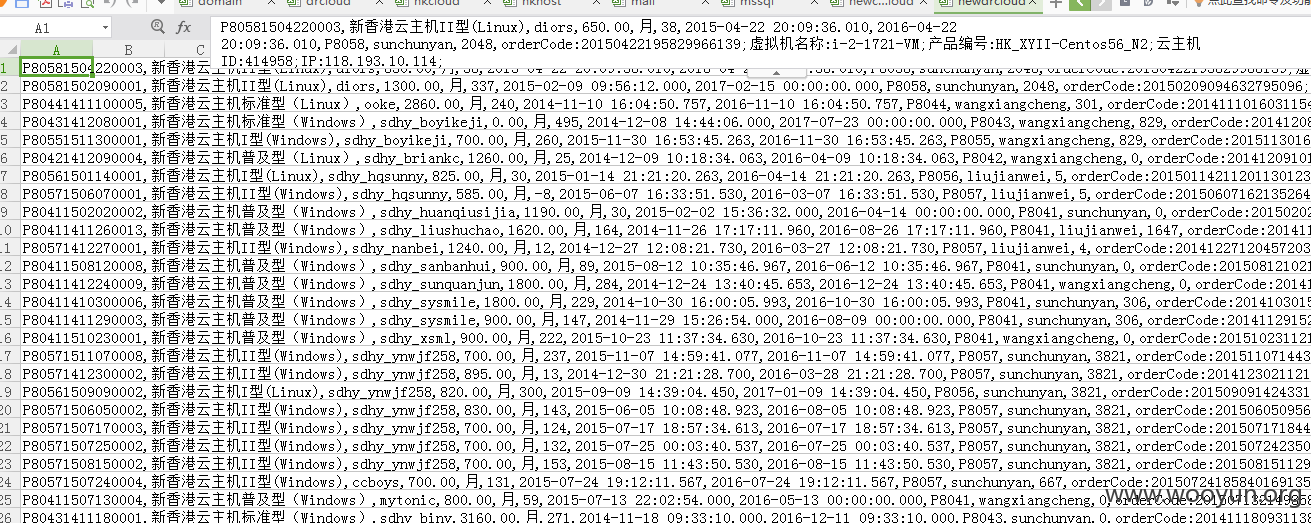 domain
drcloud
hkcloud
hkhost
mail
mssql
newc
newdrcloud
A1
fx
P80581504220003,新香港云主机II型(Linux),diors,650.00,月,38,2015-04-22 20:09:36.010,2016-04-22
20:09:36.010,P8058,sunchunyan,2048,orderCode:20150422195829966139;虚拟机名称:i-2-1721-VM;产品编号:HK_XYII-Centos56_N2;云主机
ID:414958;IP:118.193.10.114;
A B C
1 P80581504220003,新香港云主机II型(Linux),diors,650.00,月,38,2015-04-22 20:09:36.010,2016-04-22 20:09:36.010,P8058,sunchunyan,2048,orderCode:20150422195829966139;虚
2 P80581502090001,新香港云主机II型(Linux),diors,1300.00,月,337,2015-02-09 09:56:12.000,2017-02-15 00:00:00.000,P8058,sunchunyan,2048,orderCode:20150209094632795096;
3 P80441411100005,新香港云主机标准型（Linux）,ooke,2860.00,月,240,2014-11-10 16:04:50.757,2016-11-10 16:04:50.757,P8044,wangxiangcheng,301,orderCode:2014111016031156
4 P80431412080001,新香港云主机标准型（Windows）,sdhy_boyikeji,0.00,月,495,2014-12-08 14:44:06.000,2017-07-23 00:00:00.000,P8043,wangxiangcheng,829,orderCode:2014120
5 P80551511300001,新香港云主机I型(Windows),sdhy_boyikeji,700.00,月,260,2015-11-30 16:53:45.263,2016-11-30 16:53:45.263,P8055,wangxiangcheng,829,orderCode:2015113016
6 P80421412090004,新香港云主机普及型（Linux）,sdhy_briankc,1260.00,月,25,2014-12-09 10:18:34.063,2016-04-09 10:18:34.063,P8042,wangxiangcheng,0,orderCode:2014120910
7 P80561501140001,新香港云主机I型(Linux),sdhy_hqsunny,825.00,月,30,2015-01-14 21:21:20.263,2016-04-14 21:21:20.263,P8056,liujianwei,5,orderCode:201501142112011301 23
8 P80571506070001,新香港云主机II型(Windows),sdhy_hqsunny,585.00,月,-8,2015-06-07 16:33:51.530,2016-03-07 16:33:51.530,P8057,liujianwei,5,orderCode:20150607162135264
9 P80411502020002,新香港云主机普及型（Windows）,sdhy_huanqiusijia,1190.00,月,30,2015-02-02 15:36:32.000,2016-04-14 00:00:00.000,P8041,sunchunyan,0,orderCode:2015020
10 P80411411260013,新香港云主机普及型（Windows）,sdhy_liushuchao,1620.00,月,164,2014-11-26 17:17:11.960,2016-08-26 17:17:11.960,P8041,liujianwei,1647,orderCode:201411
11 P80571412270001,新香港云主机II型(Windows),sdhy_nanbei,1240.00,月,12,2014-12-27 12:08:21.730,2016-03-27 12:08:21.730,P8057,liujianwei,4,orderCode:20141227120457203
12 P80411508120008,新香港云主机普及型（Windows）,sdhy_sanbanhui,900.00,月,89,2015-08-12 10:35:46.967,2016-06-12 10:35:46.967,P8041,sunchunyan,0,orderCode:201508121021
13 P80411412240009,新香港云主机普及型（Windows）,sdhy_sunquanjun,1800.00,月,284,2014-12-24 13:40:45.653,2016-12-24 13:40:45.653,P8041,wangxiangcheng,0,orderCode:2014
14 P80411410300006,新香港云主机普及型（Windows）,sdhy_sysmile,1800.00,月,229,2014-10-30 16:00:05.993,2016-10-30 16:00:05.993,P8041,sunchunyan,306,orderCode:201410301
15 P80411411290003,新香港云主机普及型（Windows）,sdhy_sysmile,900.00,月,147,2014-11-29 15:26:54.000,2016-08-09 00:00:00.000,P8041,sunchunyan,306,orderCode:2014112915
16 P80411510230001,新香港云主机普及型（Windows）,sdhy_xsml,900.00,月,222,2015-10-23 11:37:34.630,2016-10-23 11:37:34.630,P8041,wangxiangcheng,0,orderCode:2015102311
17 P80571511070008,新香港云主机II型(Windows),sdhy_ynwjf258,700.00,月,237,2015-11-07 14:59:41.077,2016-11-07 14:59:41.077,P8057,sunchunyan,3821,orderCode:201511071443
18 P80571412300002,新香港云主机II型(Windows),sdhy_ynwjf258,895.00,月,13,2014-12-30 21:21:28.700,2016-03-28 21:21:28.700,P8057,sunchunyan,3821,orderCode:2014123021121
19 P80561509090002,新香港云主机I型(Linux),sdhy_ynwjf258,820.00,月,300,2015-09-09 14:39:04.450,2017-01-09 14:39:04.450,P8056,sunchunyan,3821,orderCode:2015090914243 31
20 P80571506050002,新香港云主机II型(Windows),sdhy_ynwjf258,830.00,月,143,2015-06-05 10:08:48.923,2016-08-05 10:08:48.923,P8057,sunchunyan,3821,orderCode:201506050956
21 P80571507170003,新香港云主机II型(Windows),sdhy_ynwjf258,700.00,月,124,2015-07-17 18:57:34.613,2016-07-17 18:57:34.613,P8057,sunchunyan,3821,orderCode:201507171844
22 P80571507250002,新香港云主机II型(Windows),sdhy_ynwjf258,700.00,月,132,2015-07-25 00:03:40.537,2016-07-25 00:03:40.537,P8057,sunchunyan,3821,orderCode:201507242350
23 P80571508150002,新香港云主机II型(Windows),sdhy_ynwjf258,700.00,月,153,2015-08-15 11:43:50.530,2016-08-15 11:43:50.530,P8057,sunchunyan,3821,orderCode:201508151129
24 P80571507240004,新香港云主机II型(Windows),ccboys,700.00,月,131,2015-07-24 19:12:11.567,2016-07-24 19:12:11.567,P8057,sunchunyan,667,orderCode:20150724185840169135
25 P80411507130004,新香港云主机普及型（Windows）,mytonic,800.00,月,59,2015-07-13 22:02:54.000,2016-05-13 00:00:00.000,P8041,wangxiangcheng,0
26 P80431411180001,新香港云主机标准型（Windows）,sdhy_binv,3160.00,月,271,2014-11-18 09:33:10.000,2016-12-11 09:33:10.000,P8043,sunchunyan,0,orderCode:20141118093113
www.wooyun.org